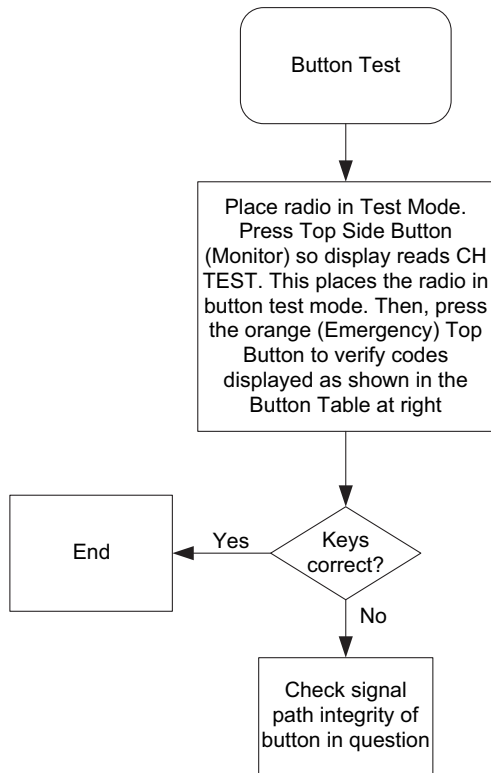 Button Test
Place radio in Test Mode.
Press Top Side Button
(Monitor) so display reads CH
TEST. This places the radio in
button test mode. Then, press
the orange (Emergency) Top
Button to verify codes
displayed as shown in the
Button Table at right
End
Yes
Keys
correct?
No
Check signal
path integrity of
button in question